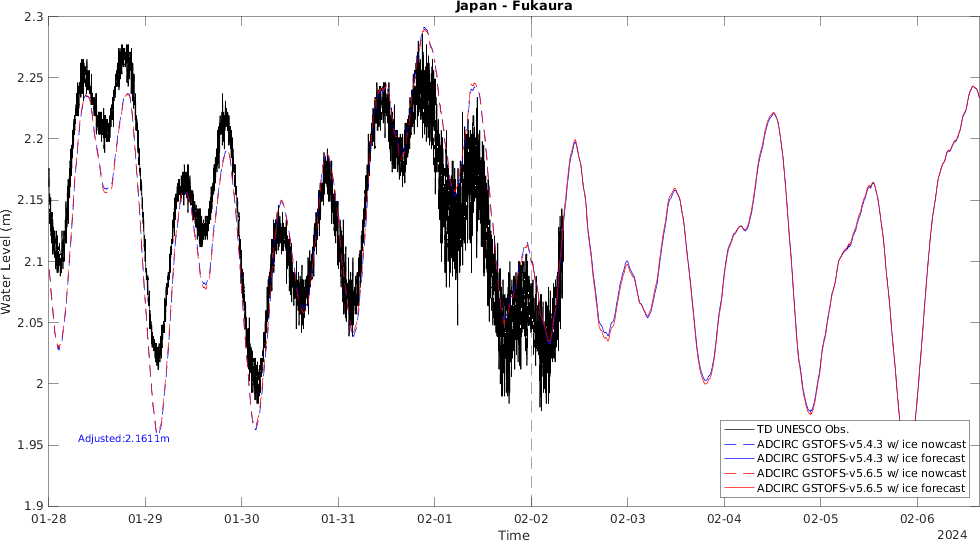 Japan - Fukaura
2.3
2.25
2.2
2.15
2.1
2.05
2
1.95
1.9
Water Level (m)
Adjusted:2.1611m
TD UNESCO Obs.
ADCIRC GSTOFS-v5.4.3 w/ ice nowcast
ADCIRC GSTOFS-v5.4.3 w/ ice forecast
ADCIRC GSTOFS-v5.6.5 w/ ice nowcast
ADCIRC GSTOFS-v5.6.5 w/ ice forecast
01-28 01-29 01-30 01-31 02-01 02-02 02-03 02-04 02-05 02-06
Time
2024